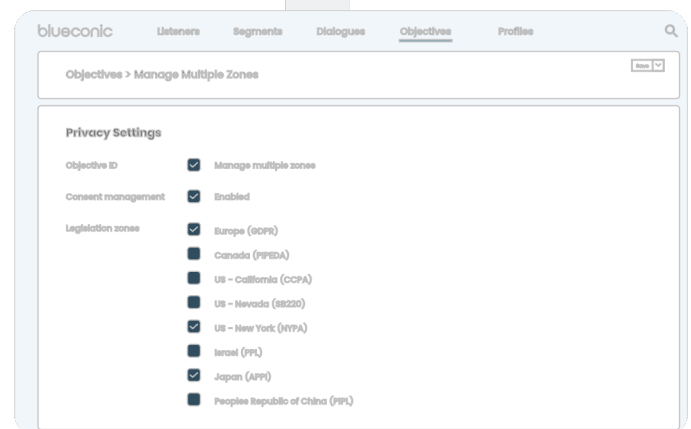 blueconic Listeners Segments Dialogues Objectives Profiles
Objectives > Manage Multiple Zones Save
Privacy Settings
Objective ID Manage multiple zones
Consent management Enabled
Legislation zones Europe (GDPR)
Canada (PIPEDA)
US - California (CCPA)
US - Nevada (SB220)
US - New York (NYPA)
Israel (PPL)
Japan (APPI)
Peoples Republic of China (PIPL)